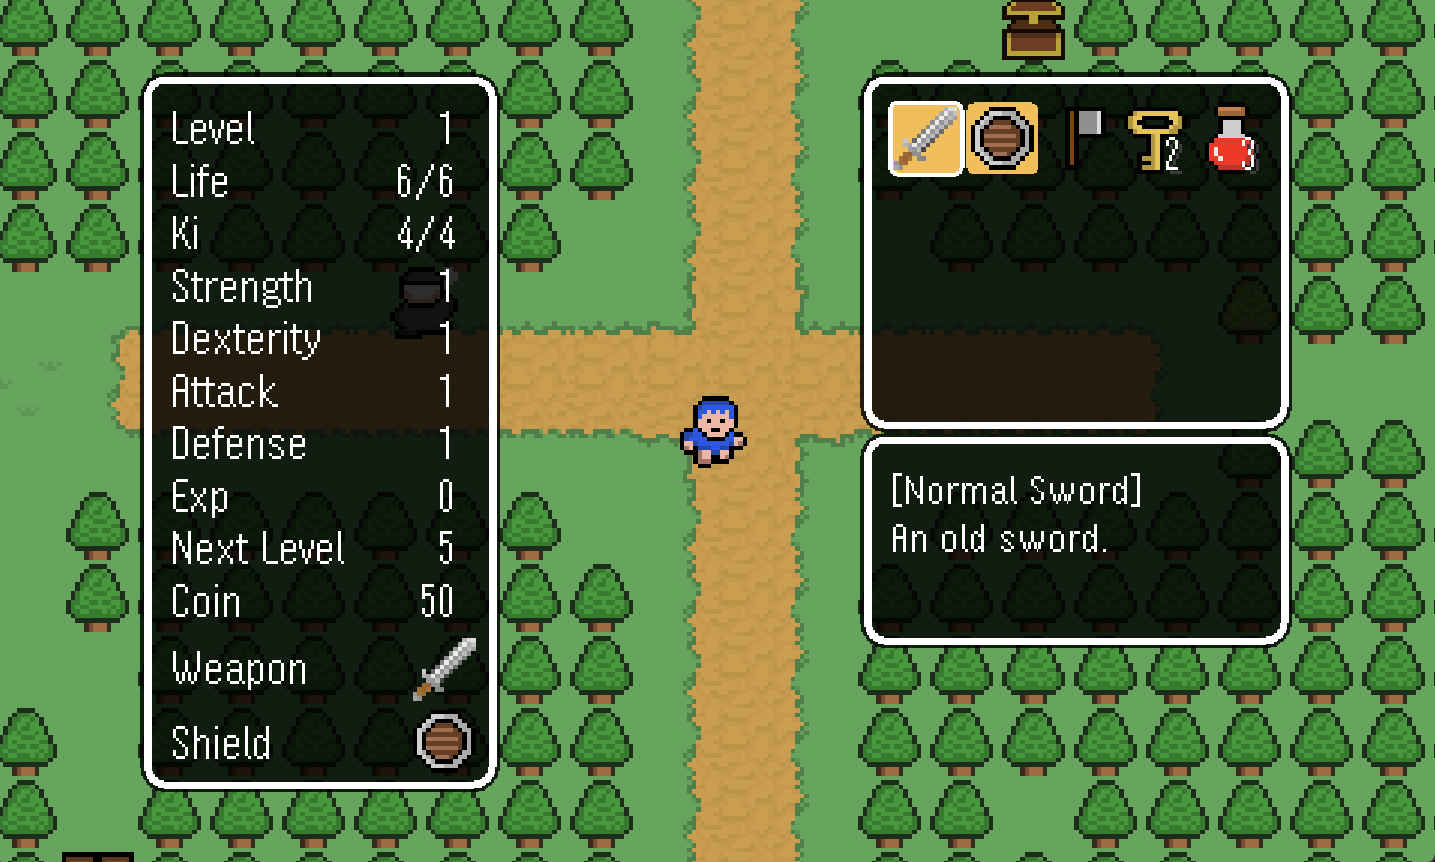 Level 1
Life 6/6
Ki 4/4
Strength 1
Dexterity 1
Attack 1
Defense 1
Exp 0
Next Level 5
Coin 50
Weapon
Shield
2
3
[Normal Sword]
An old sword.